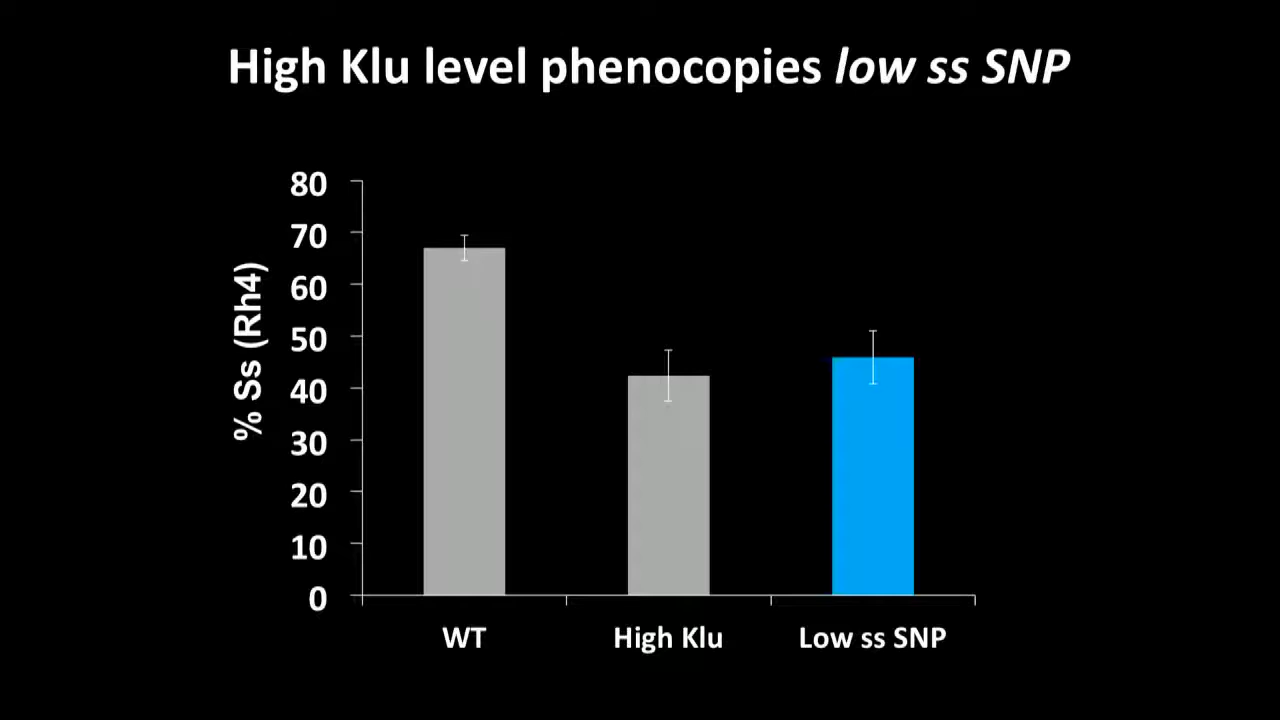 High Klu level phenocopies low ss SNP
% Ss (Rh4)
80
70
60
50
40
30
20
10
0
WT
High Klu
Low ss SNP